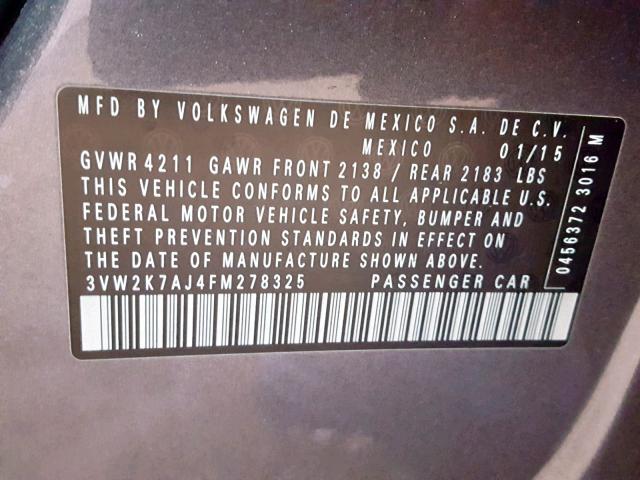 MFD BY VOLKSWAGEN DE MEXICO S.A. DE C.V.
MEXICO 01/15
GVWR 4211 GAWR FRONT 2138 / REAR 2183 LBS
THIS VEHICLE CONFORMS TO ALL APPLICABLE U.S.
FEDERAL MOTOR VEHICLE SAFETY, BUMPER AND
THEFT PREVENTION STANDARDS IN EFFECT ON
THE DATE OF MANUFACTURE SHOWN ABOVE.
3VW2K7AJ4FM278325 PASSENGER CAR
0456372 3016 M